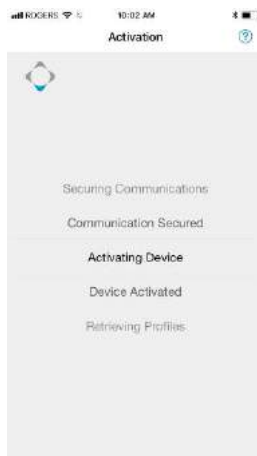 ROGERS 10:02 AM
Activation
?
Securing Communications
Communication Secured
Activating Device
Device Activated
Retrieving Profiles